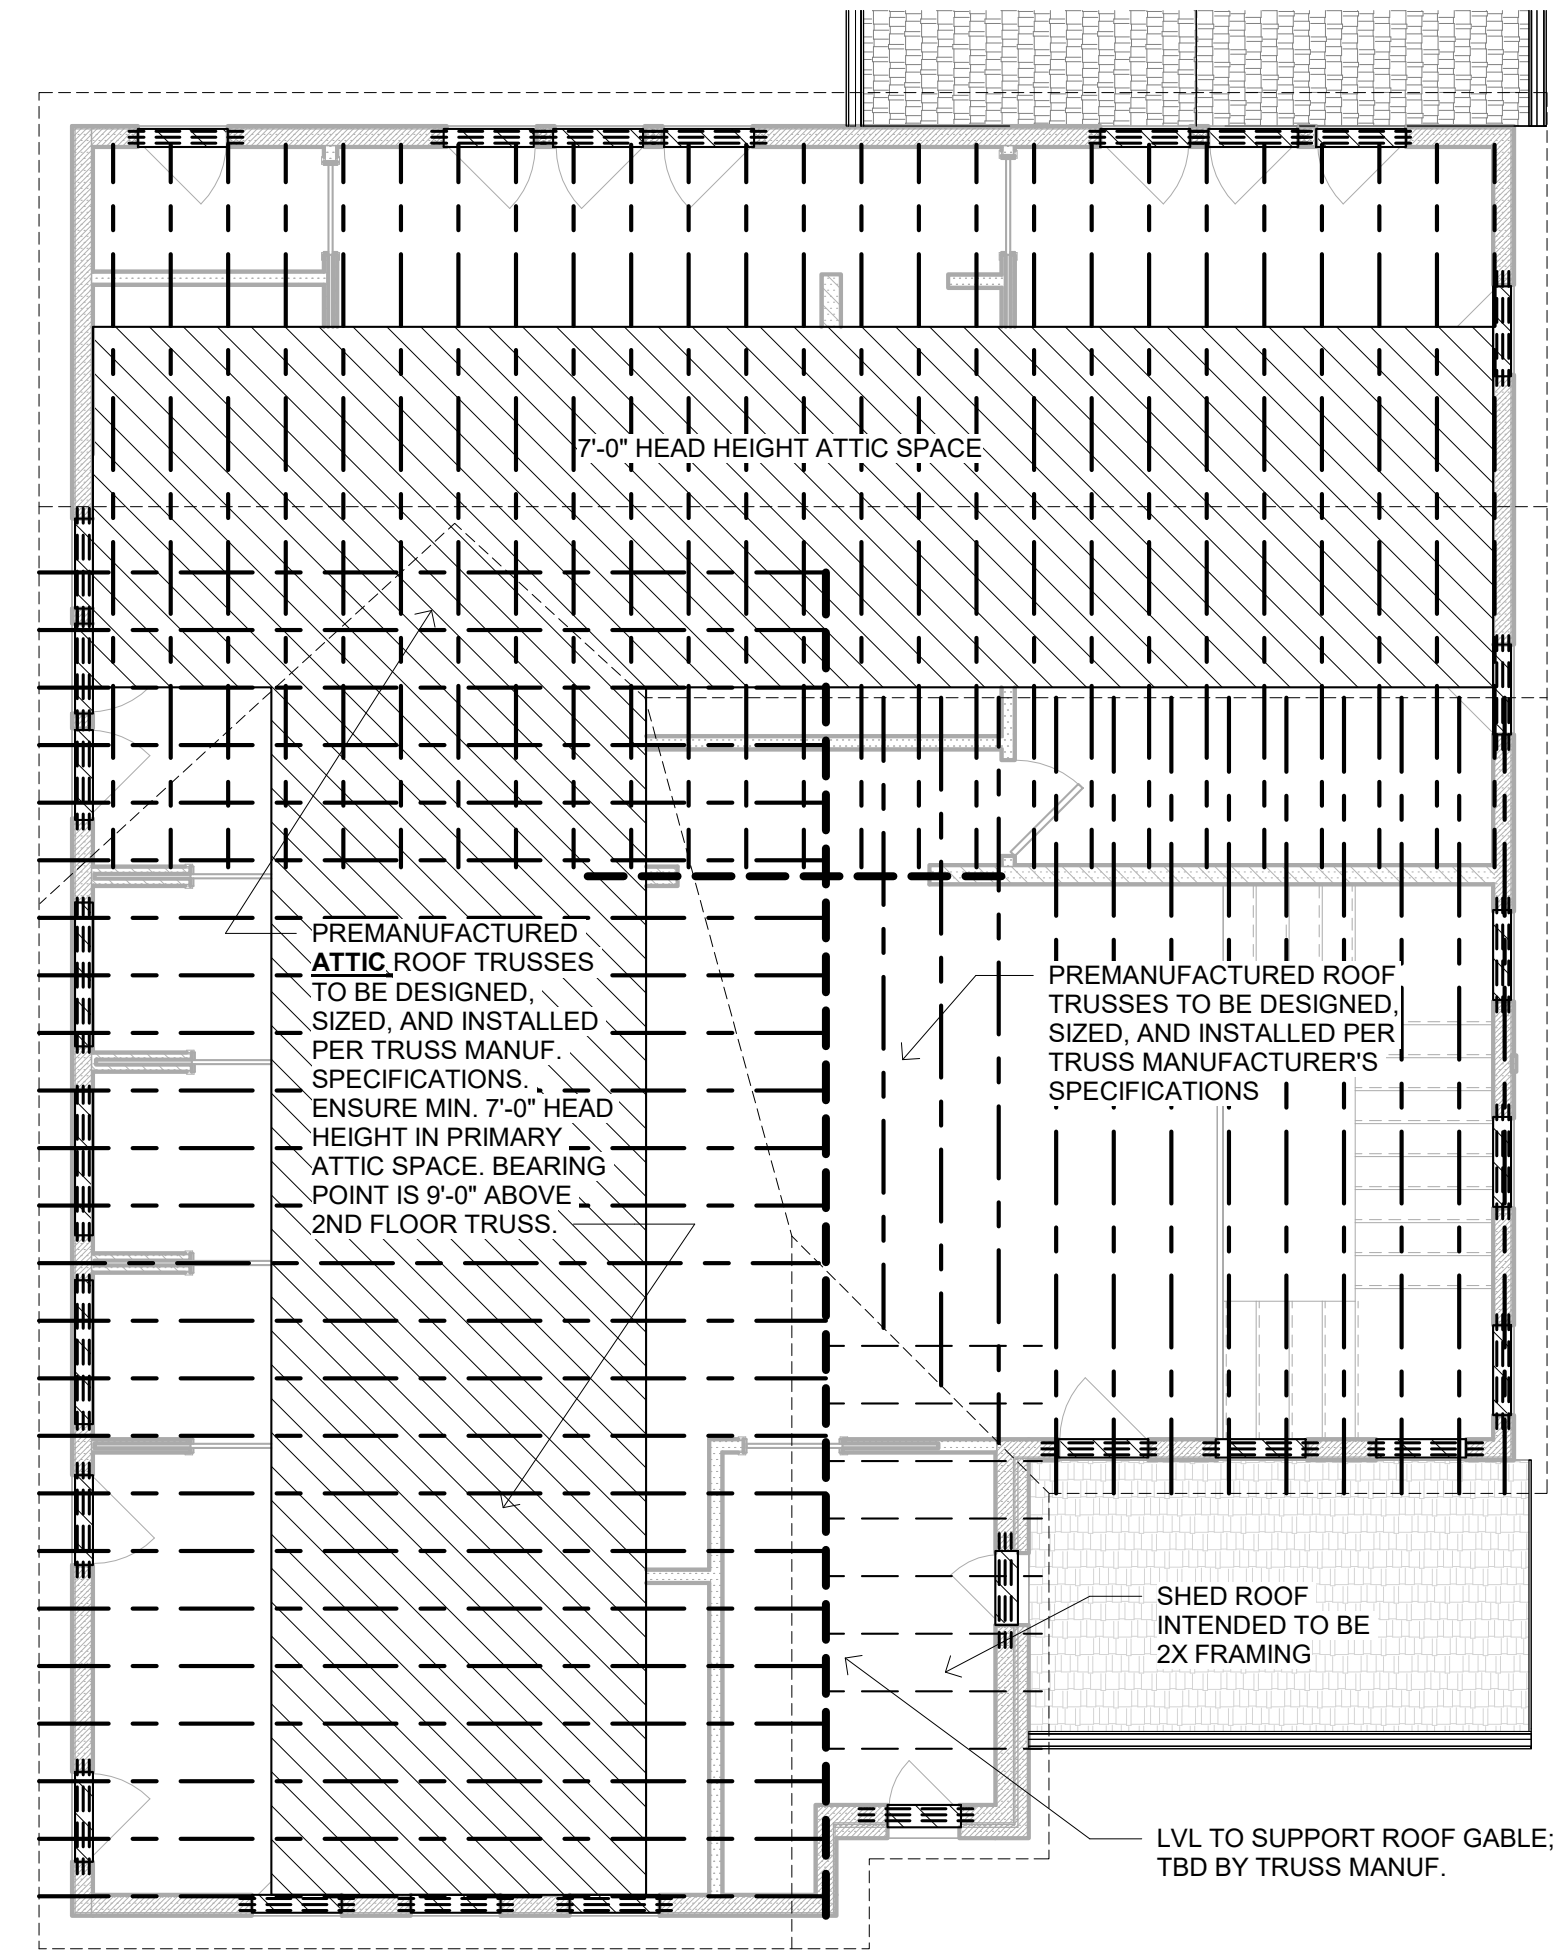 7'-0" HEAD HEIGHT ATTIC SPACE
PREMANUFACTURED
ATTIC ROOF TRUSSES
TO BE DESIGNED,
SIZED, AND INSTALLED
PER TRUSS MANUF.
SPECIFICATIONS.
ENSURE MIN. 7'-0" HEAD
HEIGHT IN PRIMARY
ATTIC SPACE. BEARING
POINT IS 9'-0" ABOVE
2ND FLOOR TRUSS.
PREMANUFACTURED ROOF
TRUSSES TO BE DESIGNED,
SIZED, AND INSTALLED PER
TRUSS MANUFACTURER'S
SPECIFICATIONS
SHED ROOF
INTENDED TO BE
2X FRAMING
LVL TO SUPPORT ROOF GABLE;
TBD BY TRUSS MANUF.